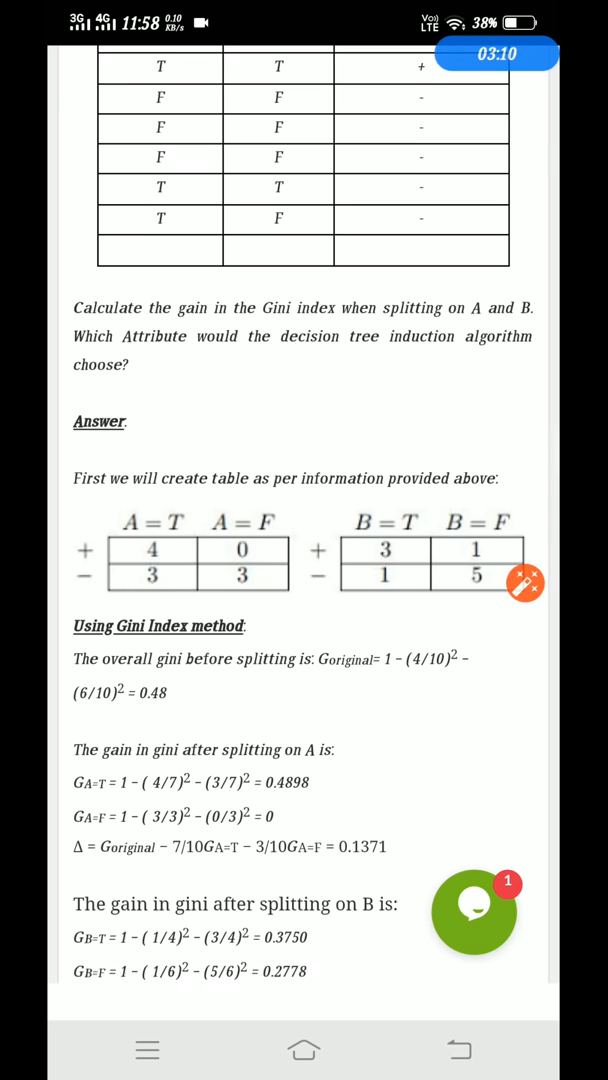 3G 4G 11:58 0.10 KB/s VoD LTE 38%
03:10
T T +
F F -
F F -
F F -
T T -
T F -
Calculate the gain in the Gini index when splitting on A and B.
Which Attribute would the decision tree induction algorithm
choose?
Answer.
First we will create table as per information provided above:
A = T A = F B = T B = F
+ 4 0 + 3 1
− 3 3 − 1 5
Using Gini Index method:
The overall gini before splitting is: Goriginal= 1 - (4/10)2 -
(6/10)2 = 0.48
The gain in gini after splitting on A is:
GA=T = 1 - ( 4/7)2 - (3/7)2 = 0.4898
GA=F = 1 - ( 3/3)2 - (0/3)2 = 0
Δ = Goriginal − 7/10GA=T − 3/10GA=F = 0.1371
1
The gain in gini after splitting on B is:
GB=T = 1 - ( 1/4)2 - (3/4)2 = 0.3750
GB=F = 1 - ( 1/6)2 - (5/6)2 = 0.2778